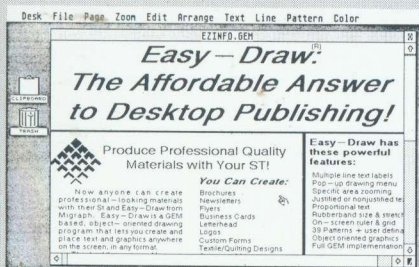 Desk File Page Zoom Edit Arrange Text Line Pattern Color
EZINFO.GEM
Easy—Draw:(R)
The Affordable Answer
to Desktop Publishing!
CLIPBOARD
TRASH
Produce Professional Quality
Materials with Your ST!
Now anyone can create
professional—looking materials
with their St and Easy—Draw from
Migraph. Easy—Draw is a GEM
based, object—oriented drawing
program that lets you create and
place text and graphics anywhere
on the screen, in any format.
You Can Create:
Brochures
Newsletters
Flyers
Business Cards
Letterhead
Logos
Custom Forms
Textile/Quilting Designs
Easy—Draw has
these powerful
features:
Multiple line text labels
Pop—up drawing menu
Specific area zooming
Justified or nonjustified te
Proportional text
Rubberband size & stretch
On—screen ruler & grid
39 Patterns + user defina
Object oriented graphics
Full GEM implementation